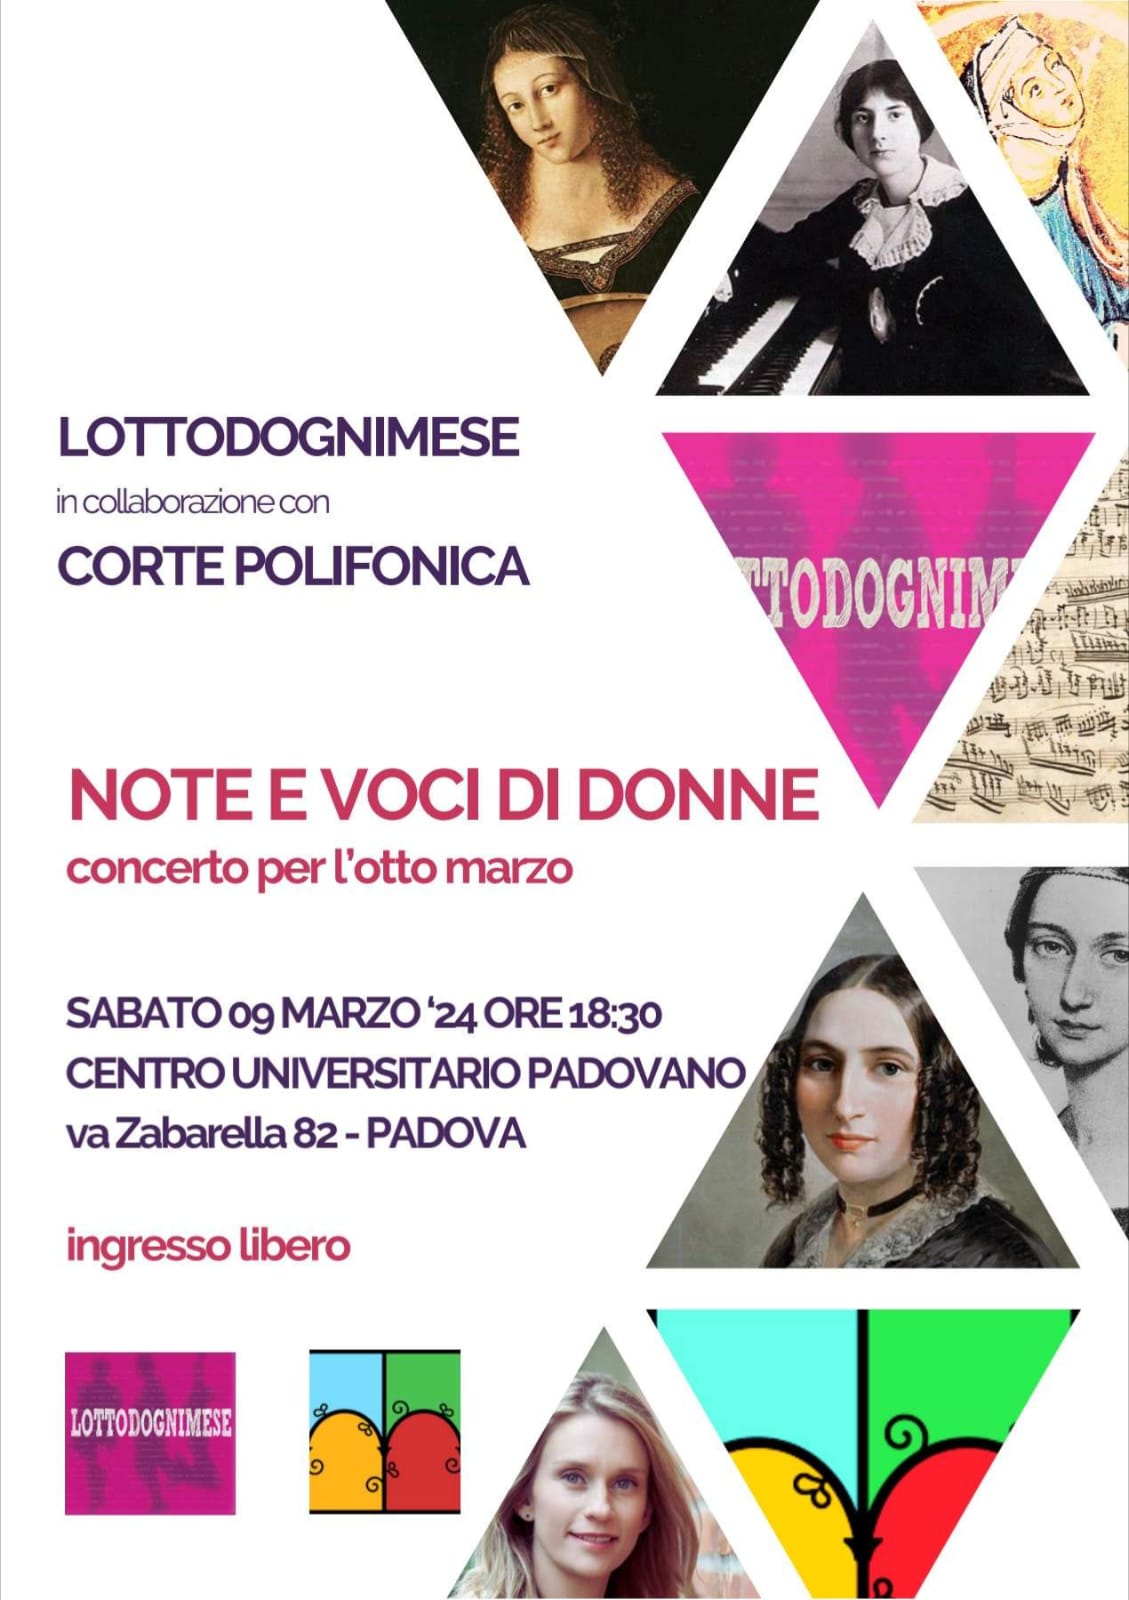 LOTTODOGNIMESE
in collaborazione con
CORTE POLIFONICA
TTODOGNIM
NOTE E VOCI DI DONNE
concerto per l’otto marzo
SABATO 09 MARZO ‘24 ORE 18:30
CENTRO UNIVERSITARIO PADOVANO
va Zabarella 82 - PADOVA
ingresso libero
LOTTODOGNIMESE